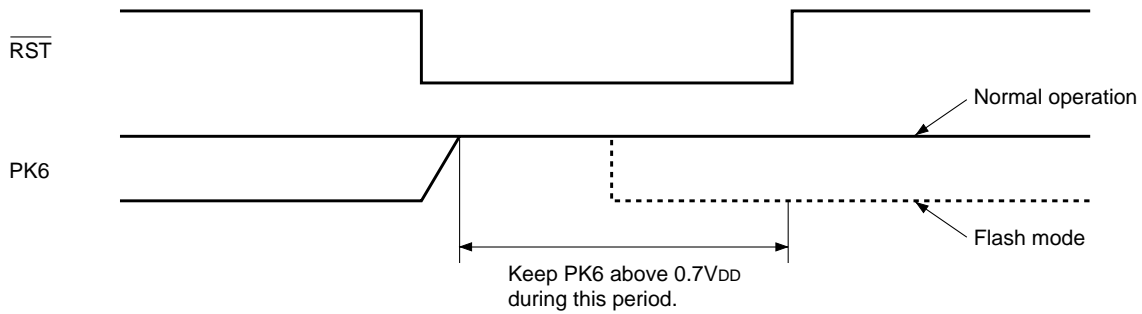 RST
Normal operation
PK6
Flash mode
Keep PK6 above 0.7VDD
during this period.